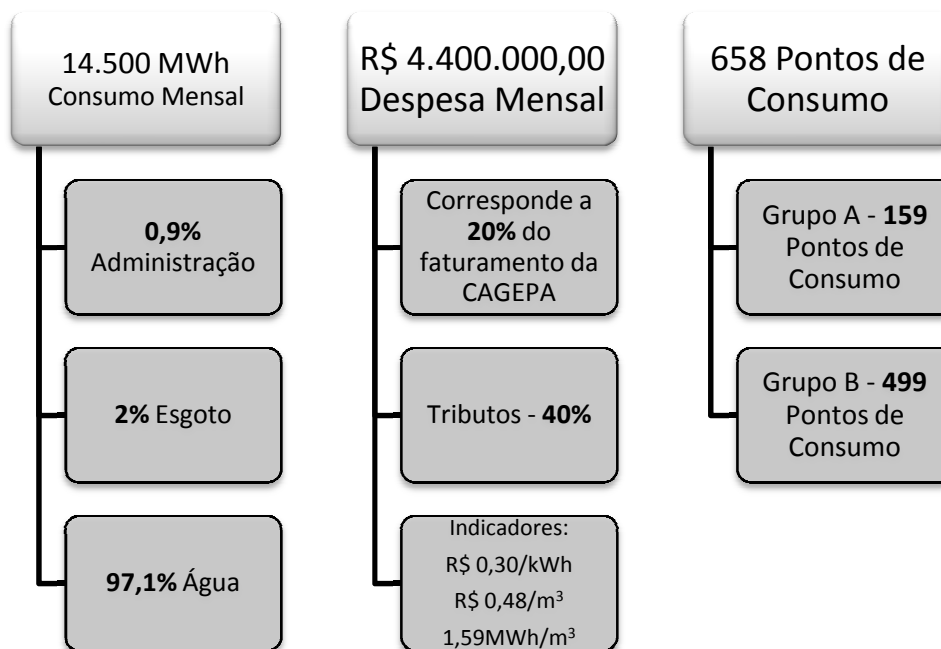 14.500 MWh
Consumo Mensal
0,9%
Administração
2% Esgoto
97,1% Água
R$ 4.400.000,00
Despesa Mensal
Corresponde a
20% do
faturamento da
CAGEPA
Tributos - 40%
Indicadores:
R$ 0,30/kWh
R$ 0,48/m³
1,59MWh/m³
658 Pontos de
Consumo
Grupo A - 159
Pontos de
Consumo
Grupo B - 499
Pontos de
Consumo